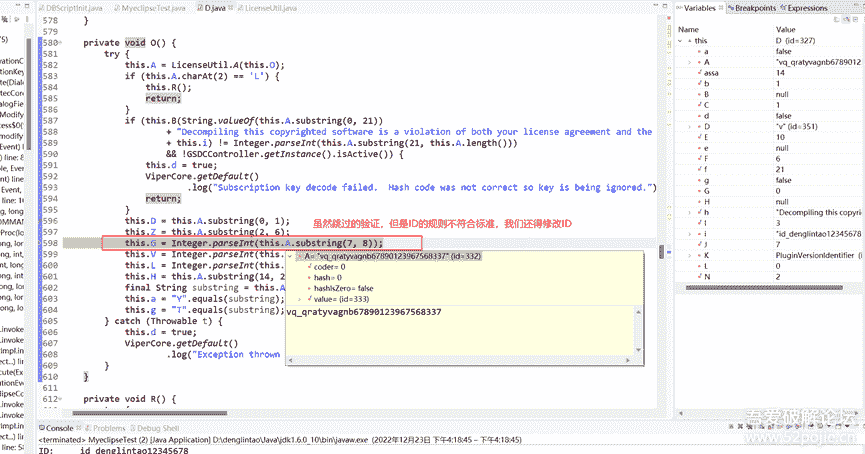 DBScriptInit.java MyeclipseTest.java D.java LicenseUtil.java
578 }
579
580 private void O() {
581 try {
582 this.A = LicenseUtil.A(this.O);
583 if (this.A.charAt(2) == 'L') {
584 this.R();
585 return;
586 }
587 if (this.B(String.valueOf(this.A.substring(0, 21))
588 + "Decompiling this copyrighted software is a violation of both your license agreement and the
589 + this.i) != Integer.parseInt(this.A.substring(21, this.A.length()))
590 && !GSDCController.getInstance().isActive()) {
591 this.d = true;
592 ViperCore.getDefault()
593 .log("Subscription key decode failed.  Hash code was not correct so key is being ignored.")
594 return;
595 }
596 this.D = this.A.substring(0, 1);
虽然跳过的验证，但是ID的规则不符合标准，我们还得修改ID
597 this.Z = this.A.substring(2, 6);
598 this.G = Integer.parseInt(this.A.substring(7, 8));
599 this.V = Integer.parse
600 this.L = Integer.parse
601 this.H = this.A.substring(14, 2
602 final String substring = this.A
603 this.a = "Y".equals(substring);
604 this.g = "T".equals(substring);
605 } catch (Throwable t) {
606 this.d = true;
607 ViperCore.getDefault()
608 .log("Exception thrown
609 }
610 }
611
612 private void R() {
A= "vq_qratyvagnb67890123967568337" (id=332)
coder= 0
hash= 0
hashIsZero= false
value= (id=333)
vq_qratyvagnb67890123967568337
Variables Breakpoints Expressions
Name Value
this D (id=327)
a false
A "vq_qratyvagnb6789012
assa 14
b 1
B null
C 1
d false
D "v" (id=351)
E 10
e null
F 6
f 21
g false
G 0
H null
h "Decompiling this cop
I 3
i "id_denglintao1234567
J 7
K PluginVersionIdentifier (
L 0
N 2
Console Problems Debug Shell
<terminated> MyeclipseTest (2) [Java Application] D:\denglintao\Java\jdk1.6.0_10\bin\javaw.exe (2022年12月23日 下午4:18:45 – 下午4:18:45)
ID: id denglintao12345678
吾爱破解论坛
www.52pojie.cn